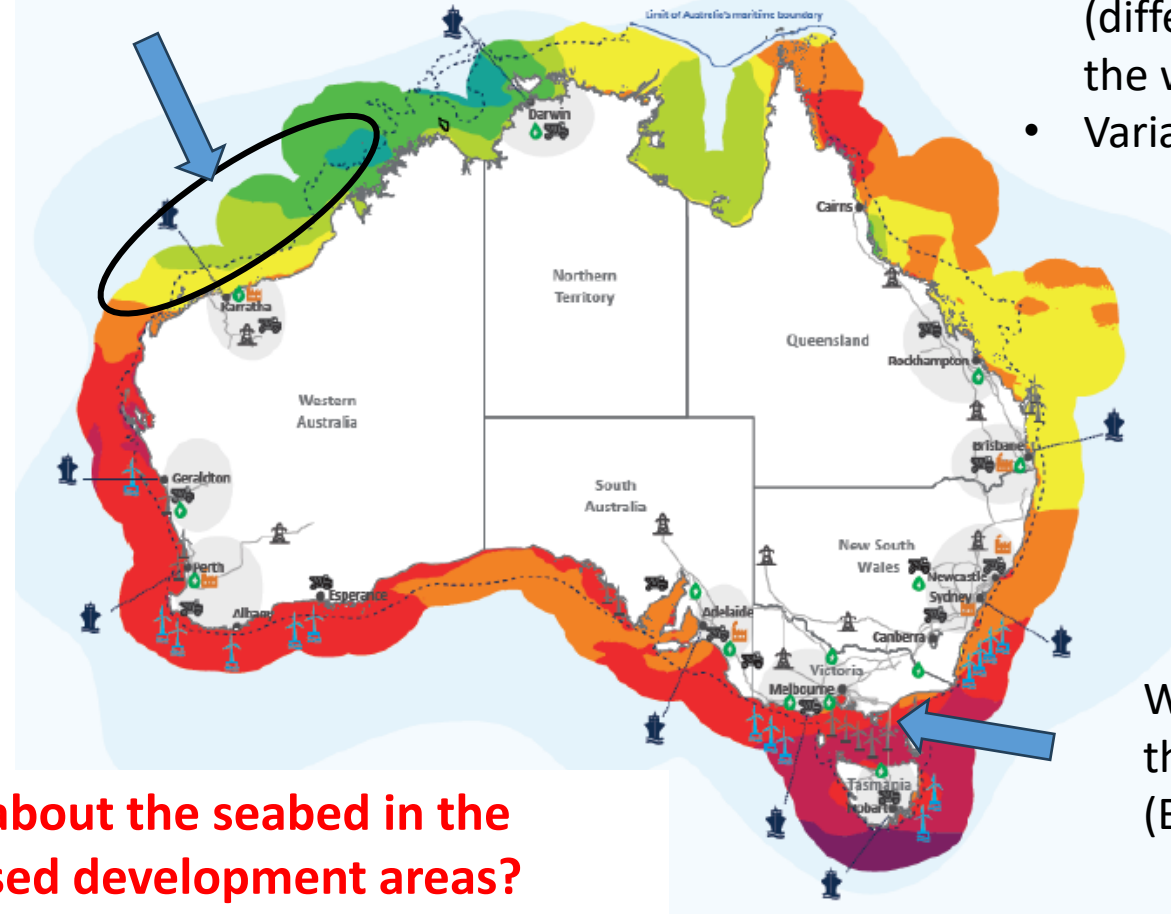 (diffe
the v
• Varia
Limit of Australia's maritime boundary
Darwin
Cairns
Northern
Territory
Karratha
Queensland
Rockhampton
Western
Australia
Brisbane
Geraldton
South
Australia
New South
Wales
Perth
Newcastle
Esperance
Sydney
Albany
Adelaide
Canberra
Victoria
Melbourne
W
th
(B
Tasmania
Hobart
about the seabed in the
sed development areas?